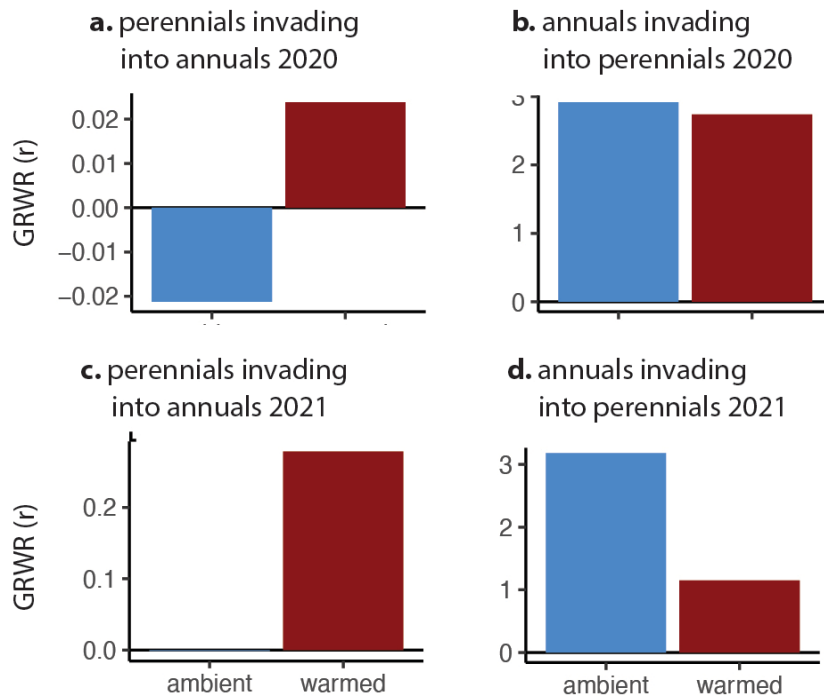 a. perennials invading
into annuals 2020
b. annuals invading
into perennials 2020
GRWR (r)
0.02
0.01
0.00
−0.01
−0.02
3
2
1
0
c. perennials invading
into annuals 2021
d. annuals invading
into perennials 2021
GRWR (r)
0.2
0.1
0.0
3
2
1
0
ambient warmed
ambient warmed